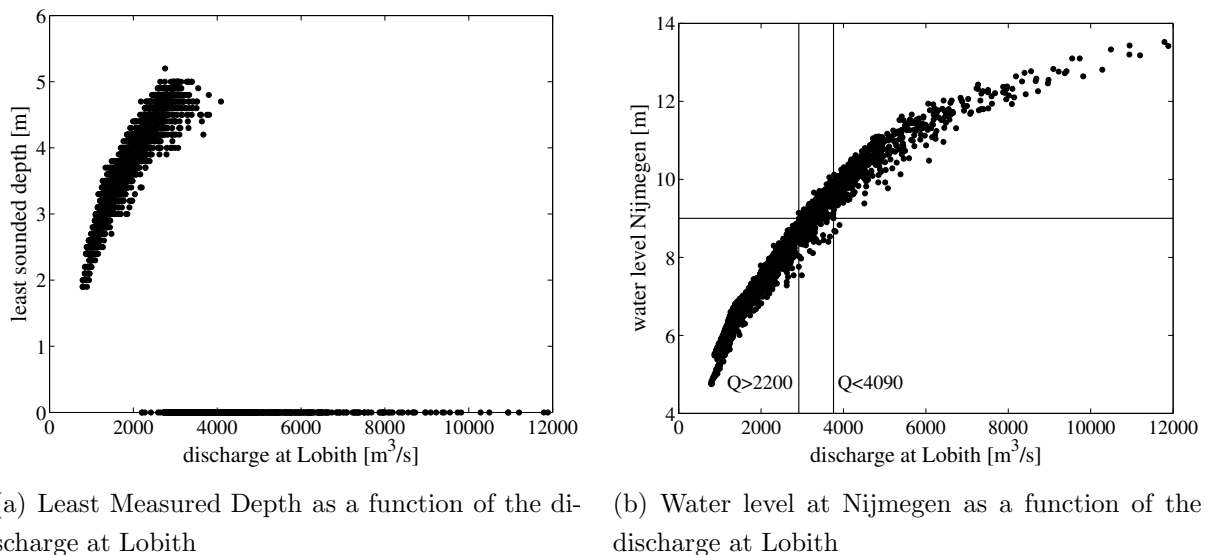 6
5
4
3
2
1
0
least sounded depth [m]
0 2000 4000 6000 8000 10000 12000
discharge at Lobith [m³/s]
14
12
10
8
6
4
water level Nijmegen [m]
Q>2200 Q<4090
0 2000 4000 6000 8000 10000 12000
discharge at Lobith [m³/s]
a) Least Measured Depth as a function of the di-
scharge at Lobith
(b) Water level at Nijmegen as a function of the
discharge at Lobith